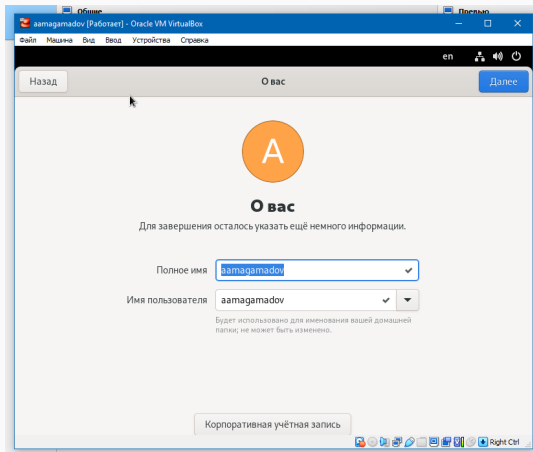 Общие
Превью
aamagamadov [Работает] - Oracle VM VirtualBox
Файл Машина Вид Ввод Устройства Справка
en
Назад
О вас
Далее
A
О вас
Для завершения осталось указать ещё немного информации.
Полное имя aamagamadov
Имя пользователя aamagamadov
Будет использовано для именования вашей домашней
папки; не может быть изменено.
Корпоративная учётная запись
Right Ctrl